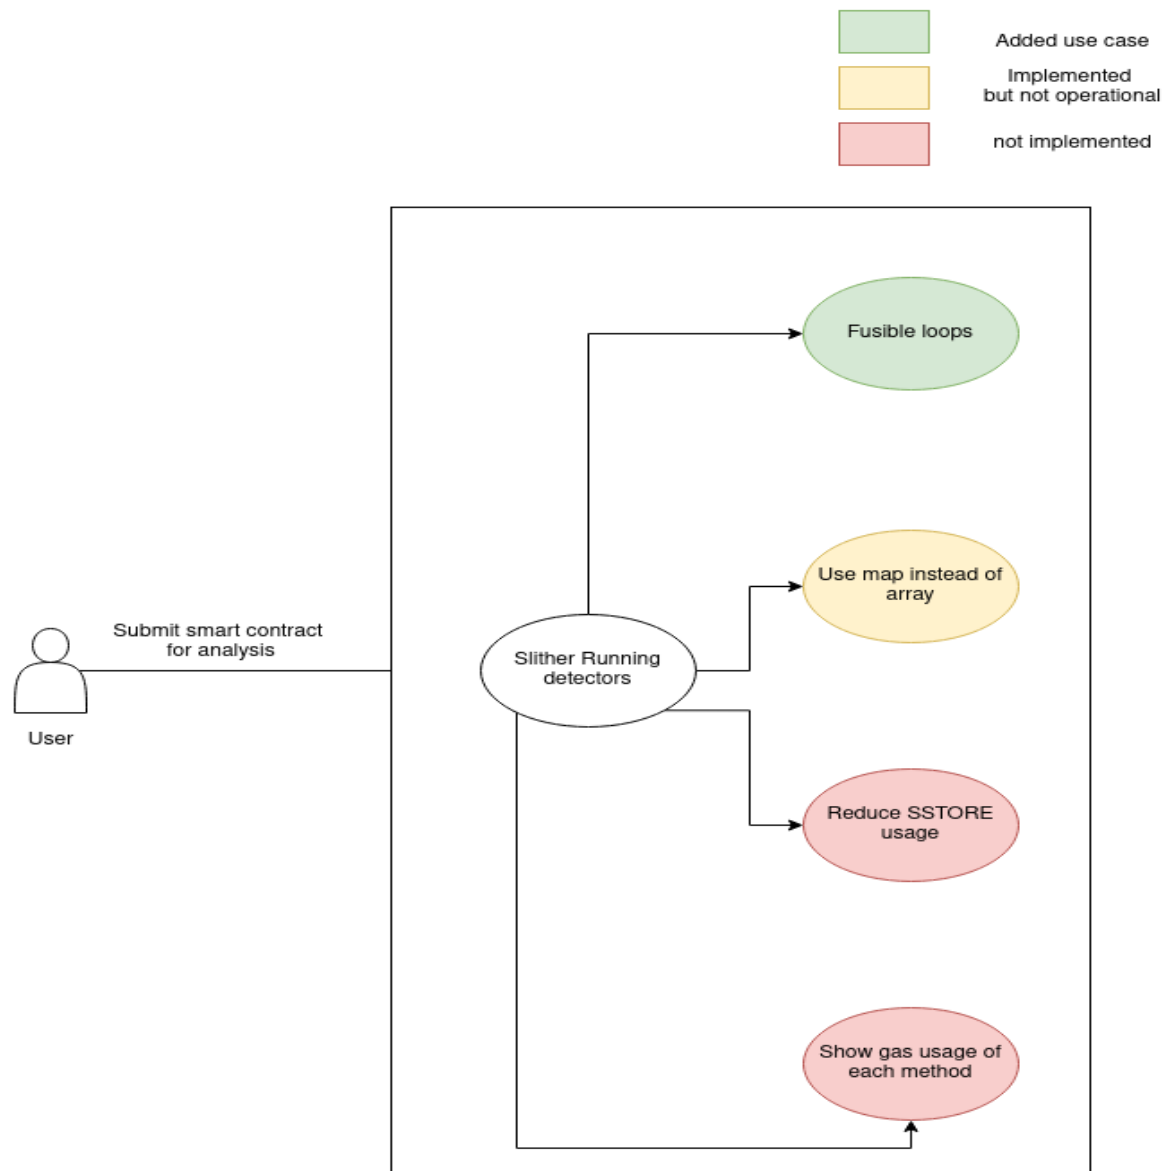 Added use case
Implemented
but not operational
not implemented
Fusible loops
Use map instead of
array
Submit smart contract
for analysis
Slither Running
detectors
User
Reduce SSTORE
usage
Show gas usage of
each method